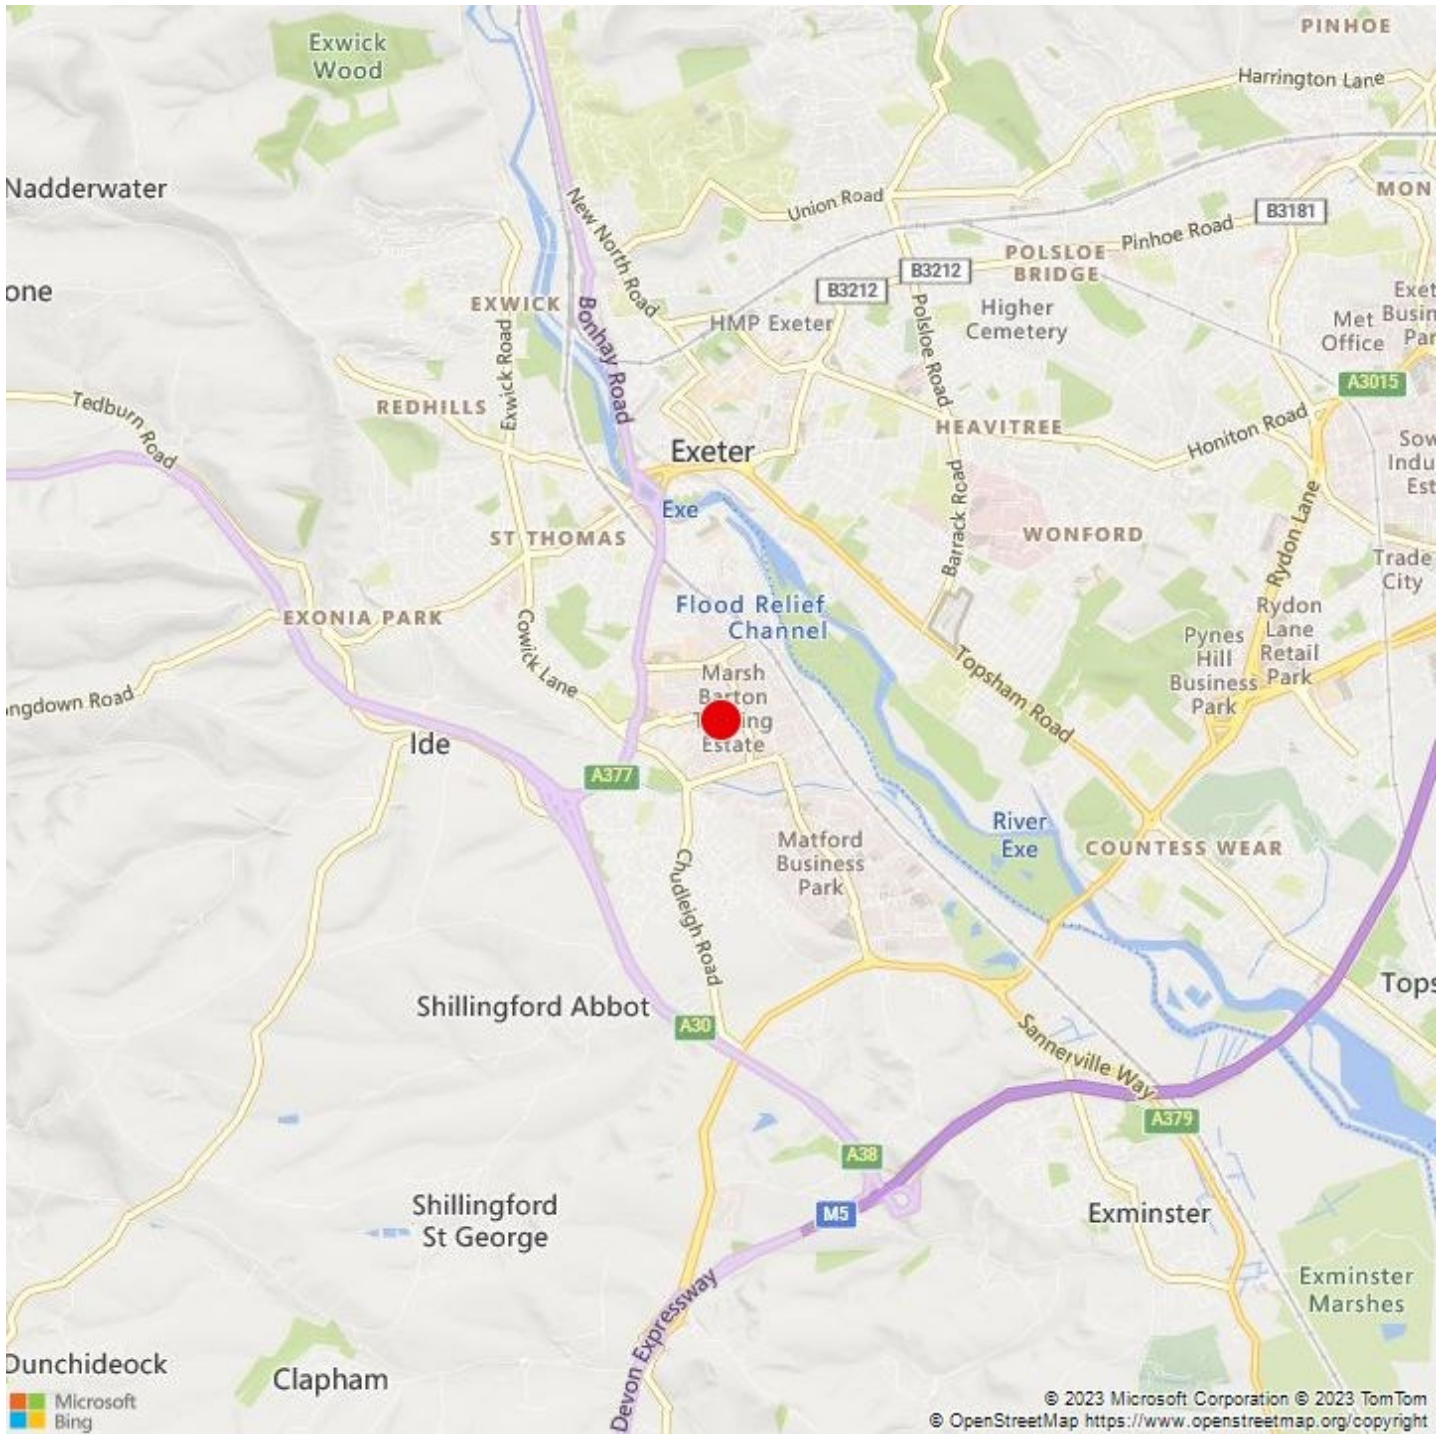 PINHOE
Exwick
Wood
Harrington Lane
Nadderwater
MON
New North Road
Union Road
B3181
Pinhoe Road
POLSLOE
BRIDGE
B3212
B3212
one
EXWICK
Bonhay Road
HMP Exeter
Polsloe Road
Higher
Cemetery
Exet
Busin
Par
Met
Office
Exwick Road
A3015
Tedburn Road
REDHILLS
HEAVITREE
Honiton Road
Exeter
Sow
Indu
Est
Barrack Road
Exe
ST THOMAS
WONFORD
Rydon Lane
Trade
City
EXONIA PARK
Cowick Lane
Flood Relief
Channel
Rydon
Lane
Retail
Park
Pynes
Hill
Business
Park
Topsham Road
Marsh
Barton
Estate
ngdown Road
Ide
A377
River
Exe
COUNTESS WEAR
Matford
Business
Park
Chudleigh Road
Shillingford Abbot
Tops
A30
Sannerville Way
A379
A38
M5
Shillingford
St George
Exminster
Exminster
Marshes
Devon Expressway
Dunchideock
Clapham
Microsoft
Bing
© 2023 Microsoft Corporation © 2023 TomTom
© OpenStreetMap https://www.openstreetmap.org/copyright